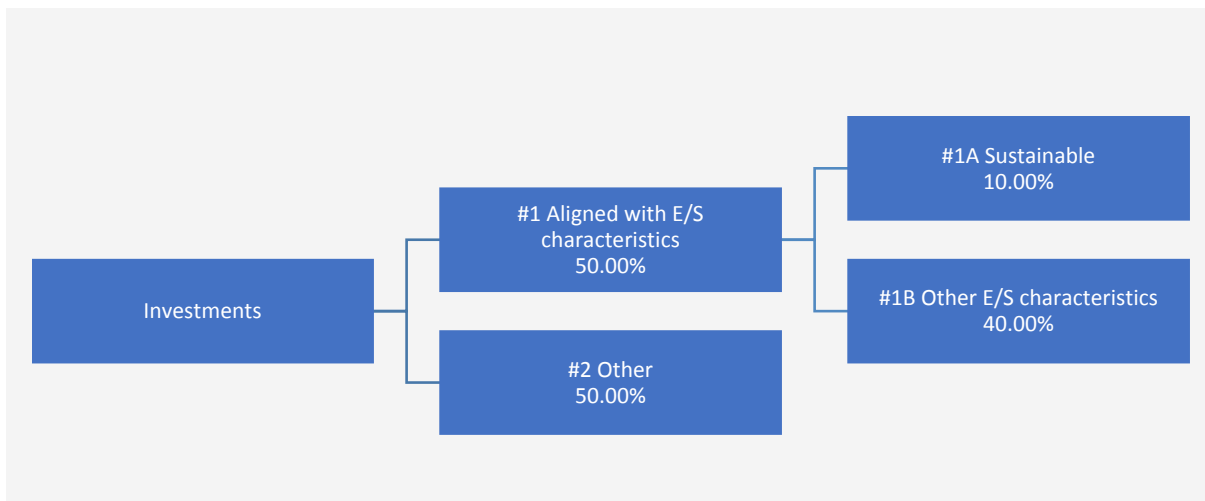 Investments
#1 Aligned with E/S
characteristics
50.00%
#2 Other
50.00%
#1A Sustainable
10.00%
#1B Other E/S characteristics
40.00%